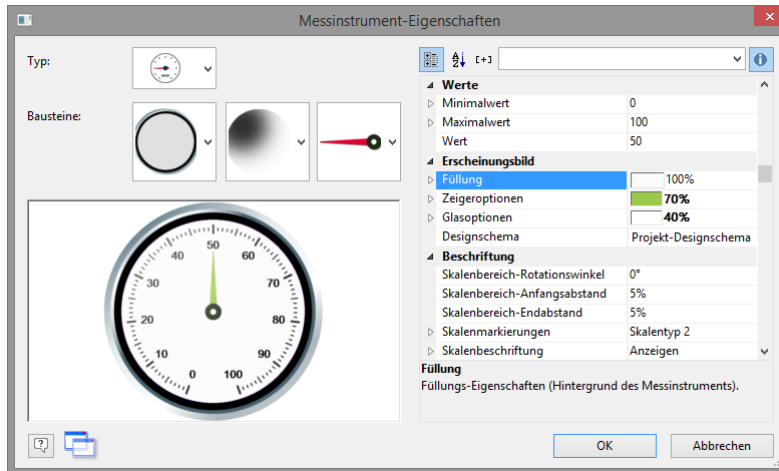 Messinstrument-Eigenschaften
Typ:
Bausteine:
50
40 60
30 70
20 80
10 90
0 100
Werte
Minimalwert 0
Maximalwert 100
Wert 50
Erscheinungsbild
Füllung 100%
Zeigeroptionen 70%
Glasoptionen 40%
Designschema Projekt-Designschema
Beschriftung
Skalenbereich-Rotationswinkel 0°
Skalenbereich-Anfangsabstand 5%
Skalenbereich-Endabstand 5%
Skalenmarkierungen Skalentyp 2
Skalenbeschriftung Anzeigen
Füllung
Füllungs-Eigenschaften (Hintergrund des Messinstruments).
OK Abbrechen